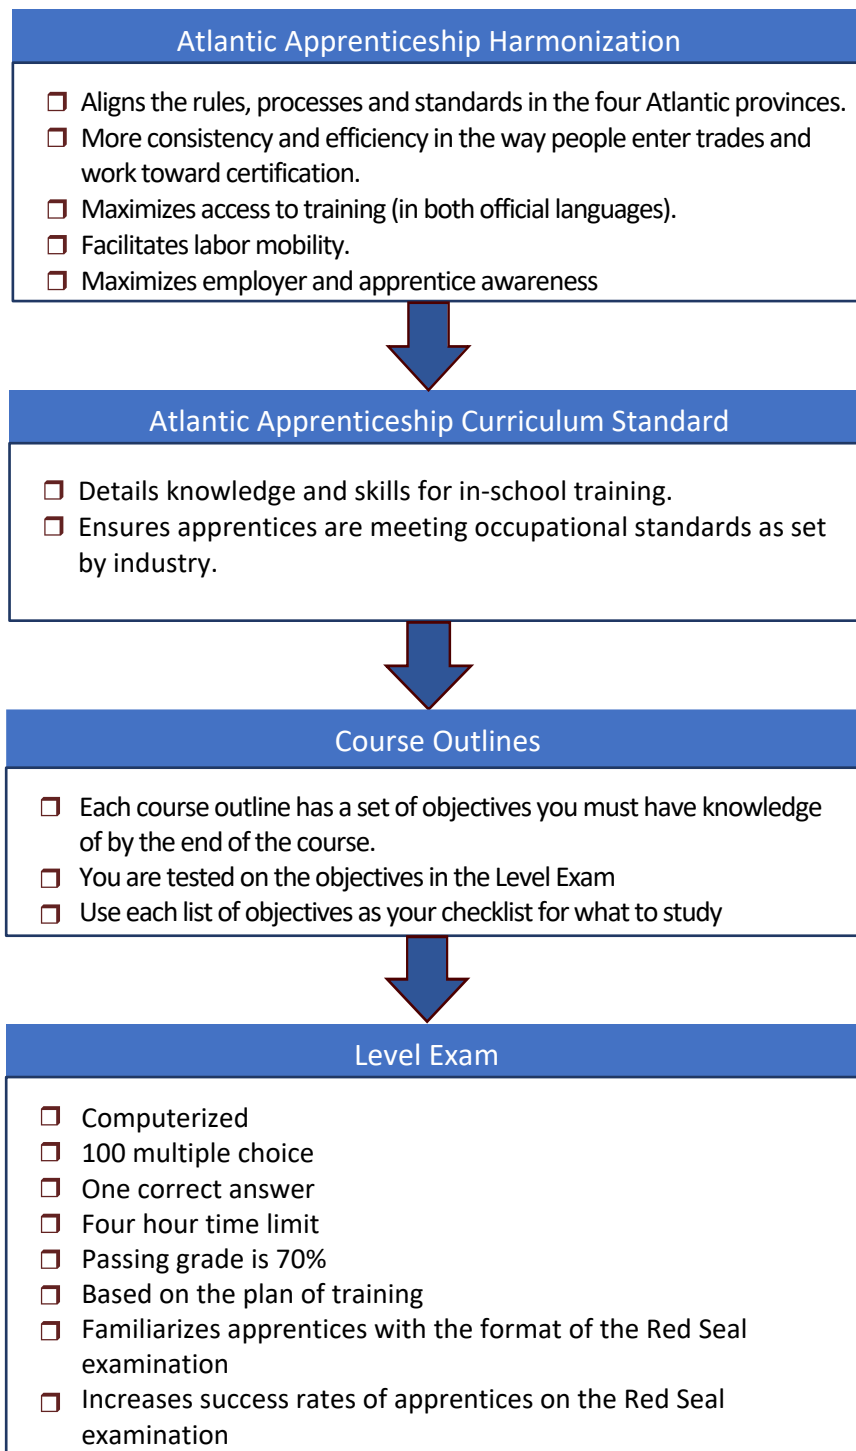 Atlantic Apprenticeship Harmonization
❒ Aligns the rules, processes and standards in the four Atlantic provinces.
❒ More consistency and efficiency in the way people enter trades and
work toward certification.
❒ Maximizes access to training (in both official languages).
❒ Facilitates labor mobility.
❒ Maximizes employer and apprentice awareness
Atlantic Apprenticeship Curriculum Standard
❒ Details knowledge and skills for in-school training.
❒ Ensures apprentices are meeting occupational standards as set
by industry.
Course Outlines
❒ Each course outline has a set of objectives you must have knowledge
of by the end of the course.
❒ You are tested on the objectives in the Level Exam
❒ Use each list of objectives as your checklist for what to study
Level Exam
❒ Computerized
❒ 100 multiple choice
❒ One correct answer
❒ Four hour time limit
❒ Passing grade is 70%
❒ Based on the plan of training
❒ Familiarizes apprentices with the format of the Red Seal
examination
❒ Increases success rates of apprentices on the Red Seal
examination